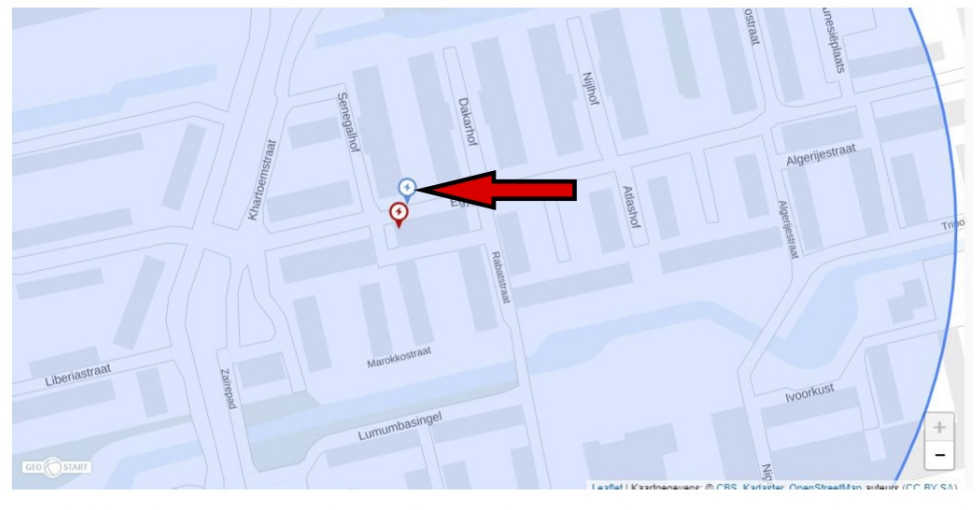 Senegalhof
Dakarhof
Nijlhof
Khartoemstraat
Algerijestraat
Atlashof
Algerijestraat
Rabatstraat
Marokkostraat
Liberiastraat
Zairepad
Lumumbasingel
Ivoorkust
+
−
GEO START
Leaflet | Kaartgegevens: © CBS, Kadaster, OpenStreetMap auteurs (CC BY SA)